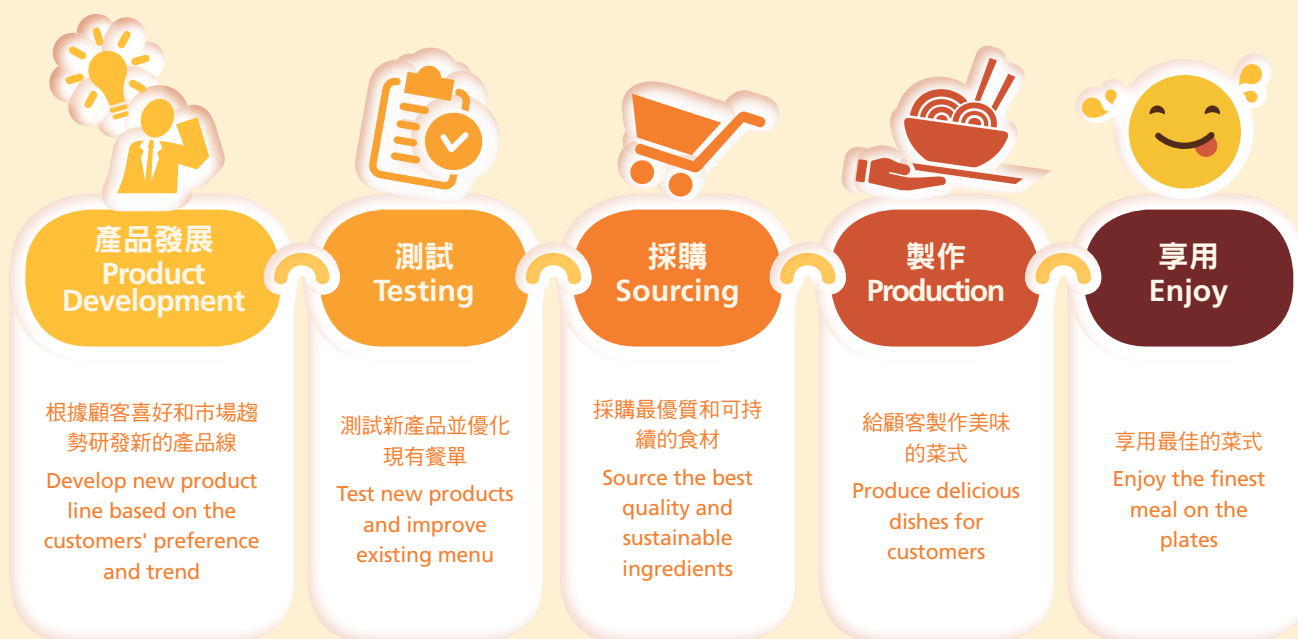 產品發展
Product
Development
根據顧客喜好和市場趨
勢研發新的產品線
Develop new product
line based on the
customers' preference
and trend
測試
Testing
測試新產品並優化
現有餐單
Test new products
and improve
existing menu
採購
Sourcing
採購最優質和可持
續的食材
Source the best
quality and
sustainable
ingredients
製作
Production
給顧客製作美味
的菜式
Produce delicious
dishes for
customers
享用
Enjoy
享用最佳的菜式
Enjoy the finest
meal on the
plates